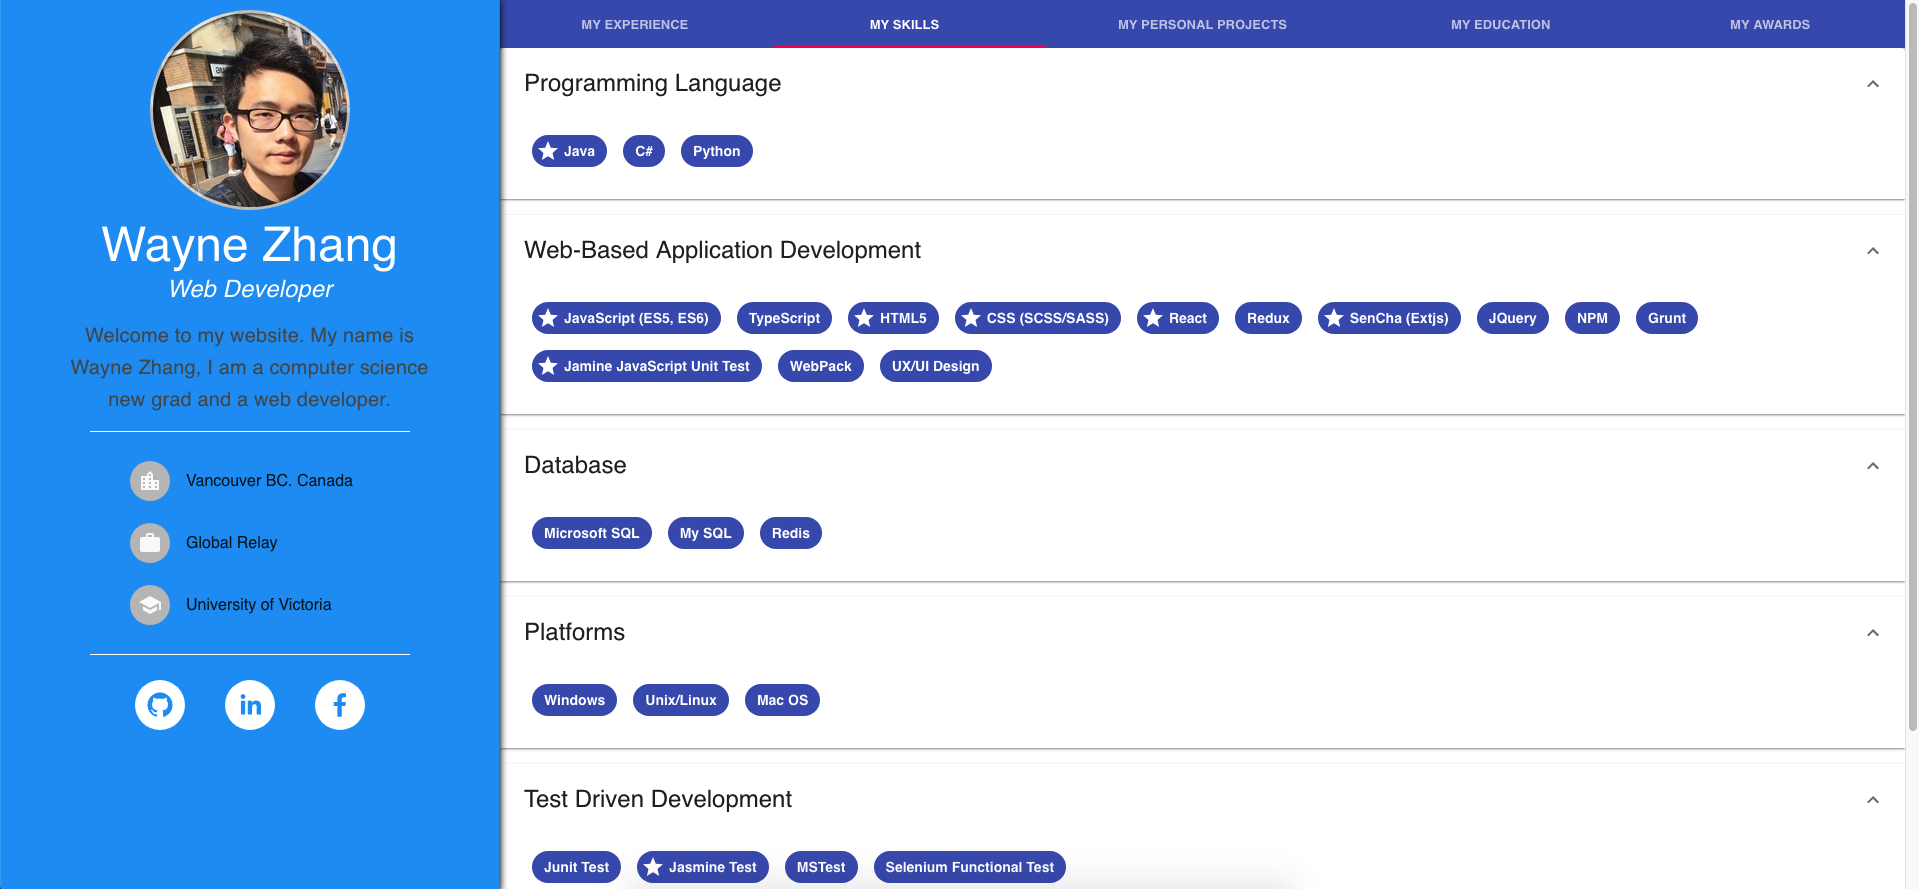 Wayne Zhang
Web Developer
Welcome to my website. My name is
Wayne Zhang, I am a computer science
new grad and a web developer.
Vancouver BC. Canada
Global Relay
University of Victoria
MY EXPERIENCE MY SKILLS MY PERSONAL PROJECTS MY EDUCATION MY AWARDS
Programming Language
Java C# Python
Web-Based Application Development
JavaScript (ES5, ES6) TypeScript HTML5 CSS (SCSS/SASS) React Redux SenCha (Extjs) JQuery NPM Grunt
Jamine JavaScript Unit Test WebPack UX/UI Design
Database
Microsoft SQL My SQL Redis
Platforms
Windows Unix/Linux Mac OS
Test Driven Development
Junit Test Jasmine Test MSTest Selenium Functional Test